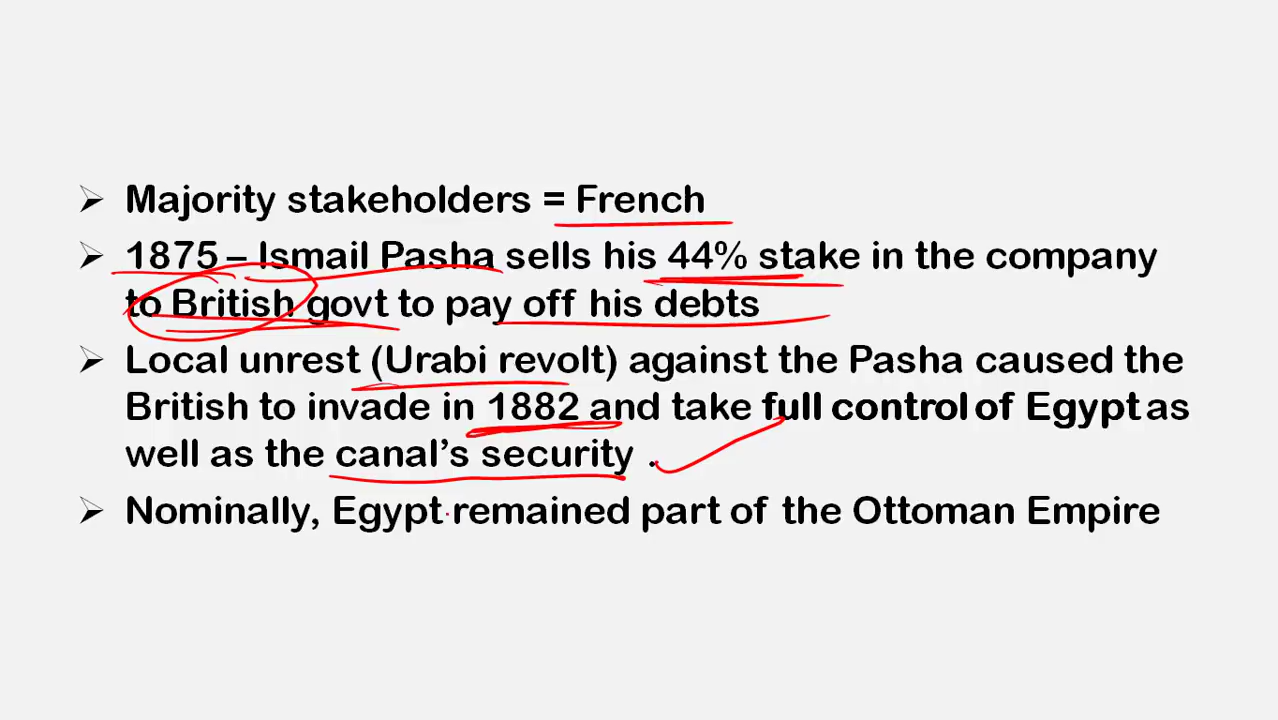 Majority stakeholders = French
1875 – Ismail Pasha sells his 44% stake in the company
to British govt to pay off his debts
Local unrest (Urabi revolt) against the Pasha caused the
British to invade in 1882 and take full control of Egypt as
well as the canal's security .
Nominally, Egypt remained part of the Ottoman Empire